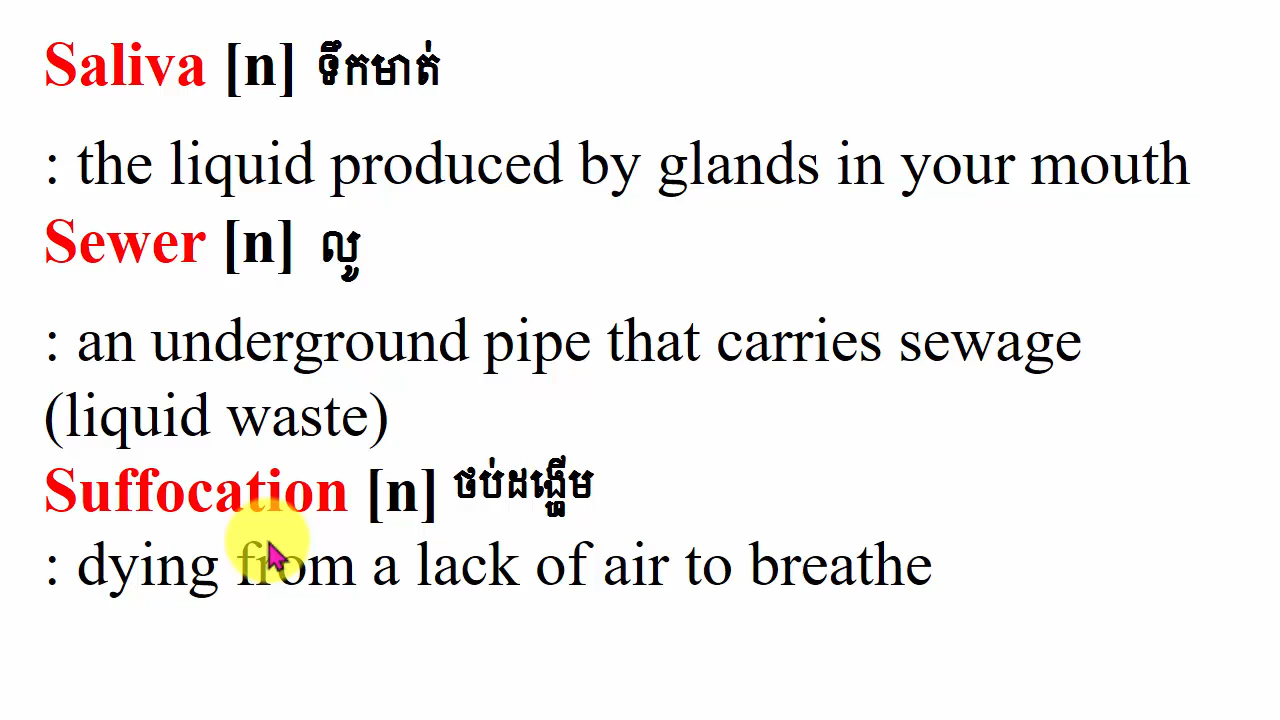 Saliva [n] ទឹកមាត់
: the liquid produced by glands in your mouth
Sewer [n] លូ
: an underground pipe that carries sewage
(liquid waste)
Suffocation [n] ថប់ដង្ហើម
: dying from a lack of air to breathe